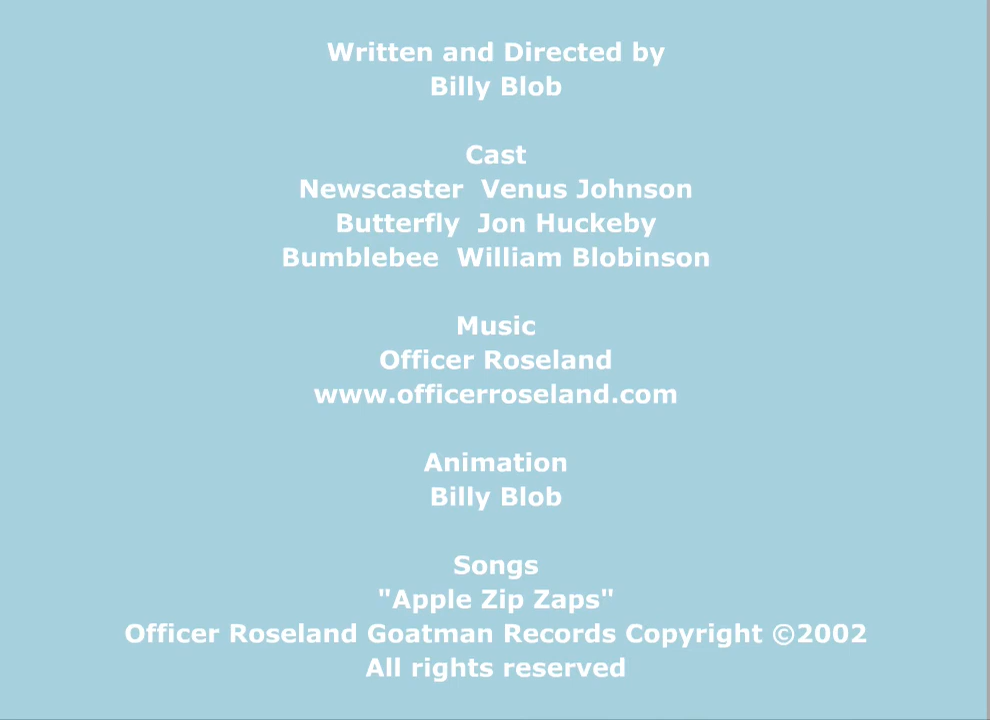 Written and Directed by
Billy Blob
Cast
Newscaster  Venus Johnson
Butterfly  Jon Huckeby
Bumblebee  William Blobinson
Music
Officer Roseland
www.officerroseland.com
Animation
Billy Blob
Songs
"Apple Zip Zaps"
Officer Roseland Goatman Records Copyright ©2002
All rights reserved